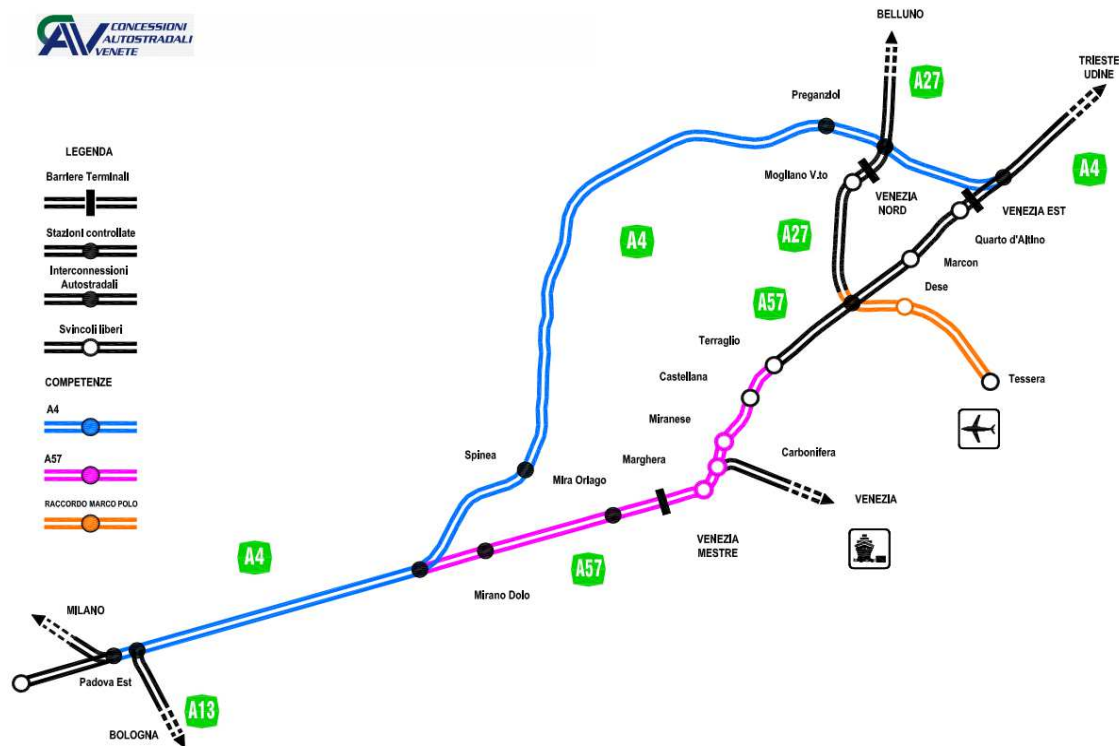 CAV CONCESSIONI
AUTOSTRADALI
VENETE
BELLUNO
TRIESTE
UDINE
A27
Preganziol
A4
LEGENDA
Barriere Terminali
Mogliano V.to
VENEZIA
NORD
VENEZIA EST
Stazioni controllate
A4
A27
Quarto d'Altino
Marcon
Interconnessioni
Autostradali
Dese
A57
Svincoli liberi
Terraglio
Castellana
Tessera
COMPETENZE
A4
Miranese
Spinea
Marghera
Carbonifera
A57
Mira Oriago
VENEZIA
RACCORDO MARCO POLO
VENEZIA
MESTRE
A4
A57
Mirano Dolo
MILANO
Padova Est
A13
BOLOGNA